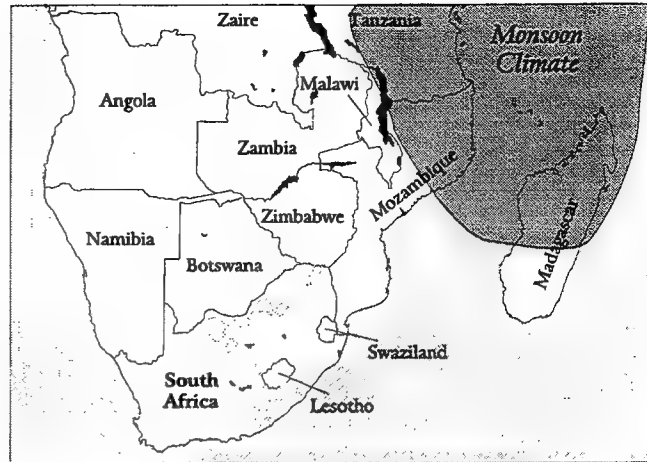 Zaire
Tanzania
Monsoon
Climate
Malawi
Angola
Zambia
Mozambique
Zimbabwe
Namibia
Madagascar
Botswana
Swaziland
South
Africa
Lesotho